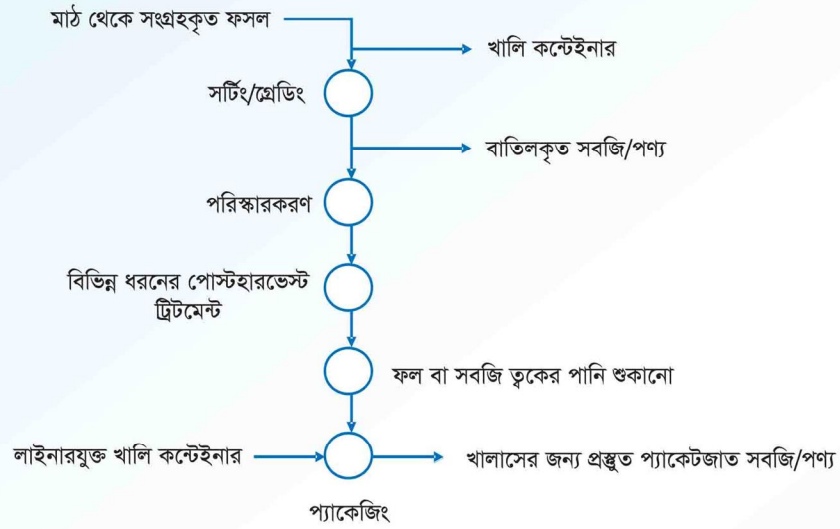 মাঠ থেকে সংগ্রহকৃত ফসল
খালি কন্টেইনার
সর্টিং/গ্রেডিং
বাতিলকৃত সবজি/পণ্য
পরিস্কারকরণ
বিভিন্ন ধরনের পোস্টহারভেস্ট
ট্রিটমেন্ট
ফল বা সবজি ত্বকের পানি শুকানো
লাইনারযুক্ত খালি কন্টেইনার
খালাসের জন্য প্রস্তুত প্যাকেটজাত সবজি/পণ্য
প্যাকেজিং